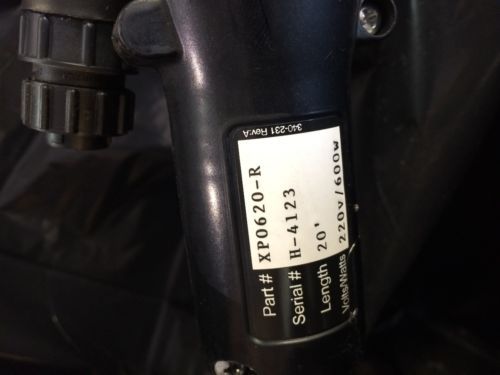 340-231 Rev:A
Part # XP0620-R
Serial # H-4123
Length 20'
Volts/Watts 220v/600w